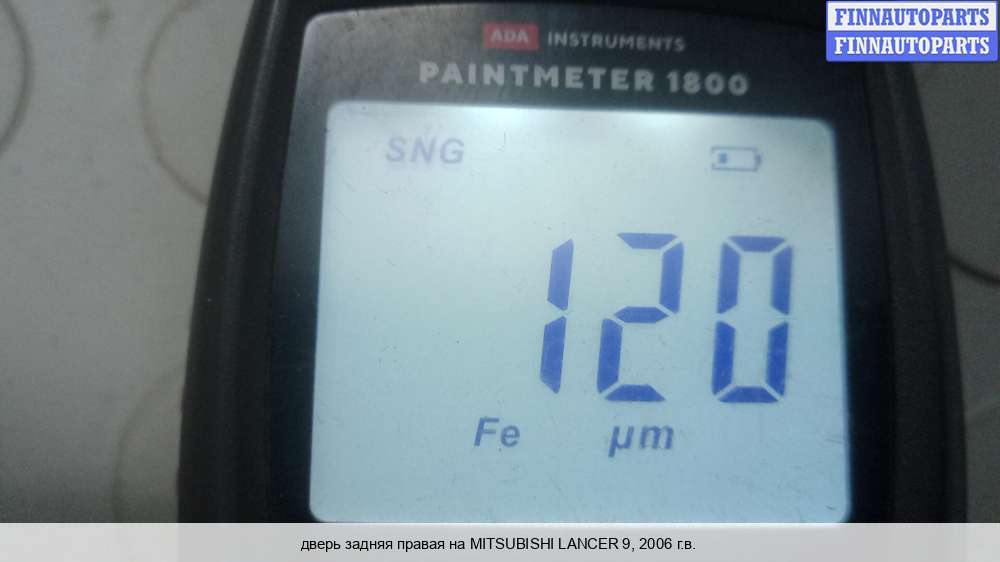 FINNAUTOPARTS
FINNAUTOPARTS
ADA INSTRUMENTS
PAINTMETER 1800
SNG
120
Fe µm
дверь задняя правая на MITSUBISHI LANCER 9, 2006 г.в.